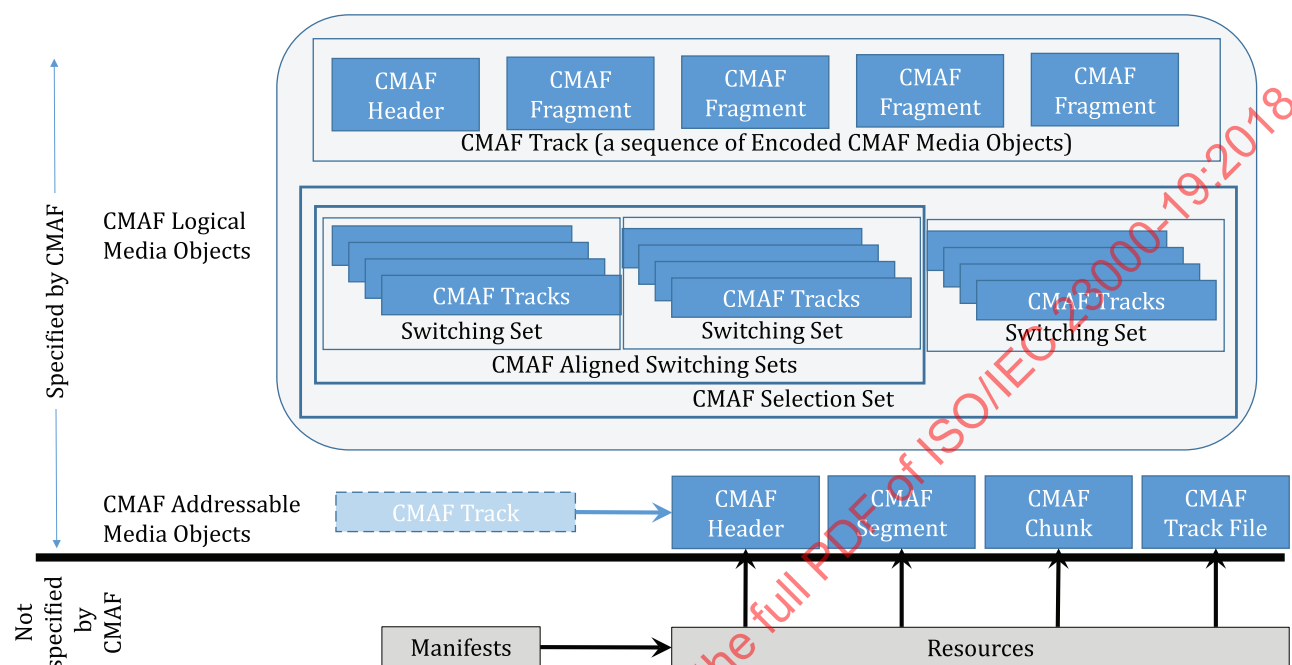 CMAF
Header
CMAF
Fragment
CMAF
Fragment
CMAF
Fragment
CMAF
Fragment
CMAF Track (a sequence of Encoded CMAF Media Objects)
Specified by CMAF
CMAF Logical
Media Objects
CMAF Tracks
Switching Set
CMAF Tracks
Switching Set
CMAF Tracks
Switching Set
CMAF Aligned Switching Sets
CMAF Selection Set
CMAF Addressable
Media Objects
CMAF Track
CMAF
Header
CMAF
Segment
CMAF
Chunk
CMAF
Track File
Not
specified
by
CMAF
Manifests
Resources
the full PDF of ISO/IEC 23000-19:2018